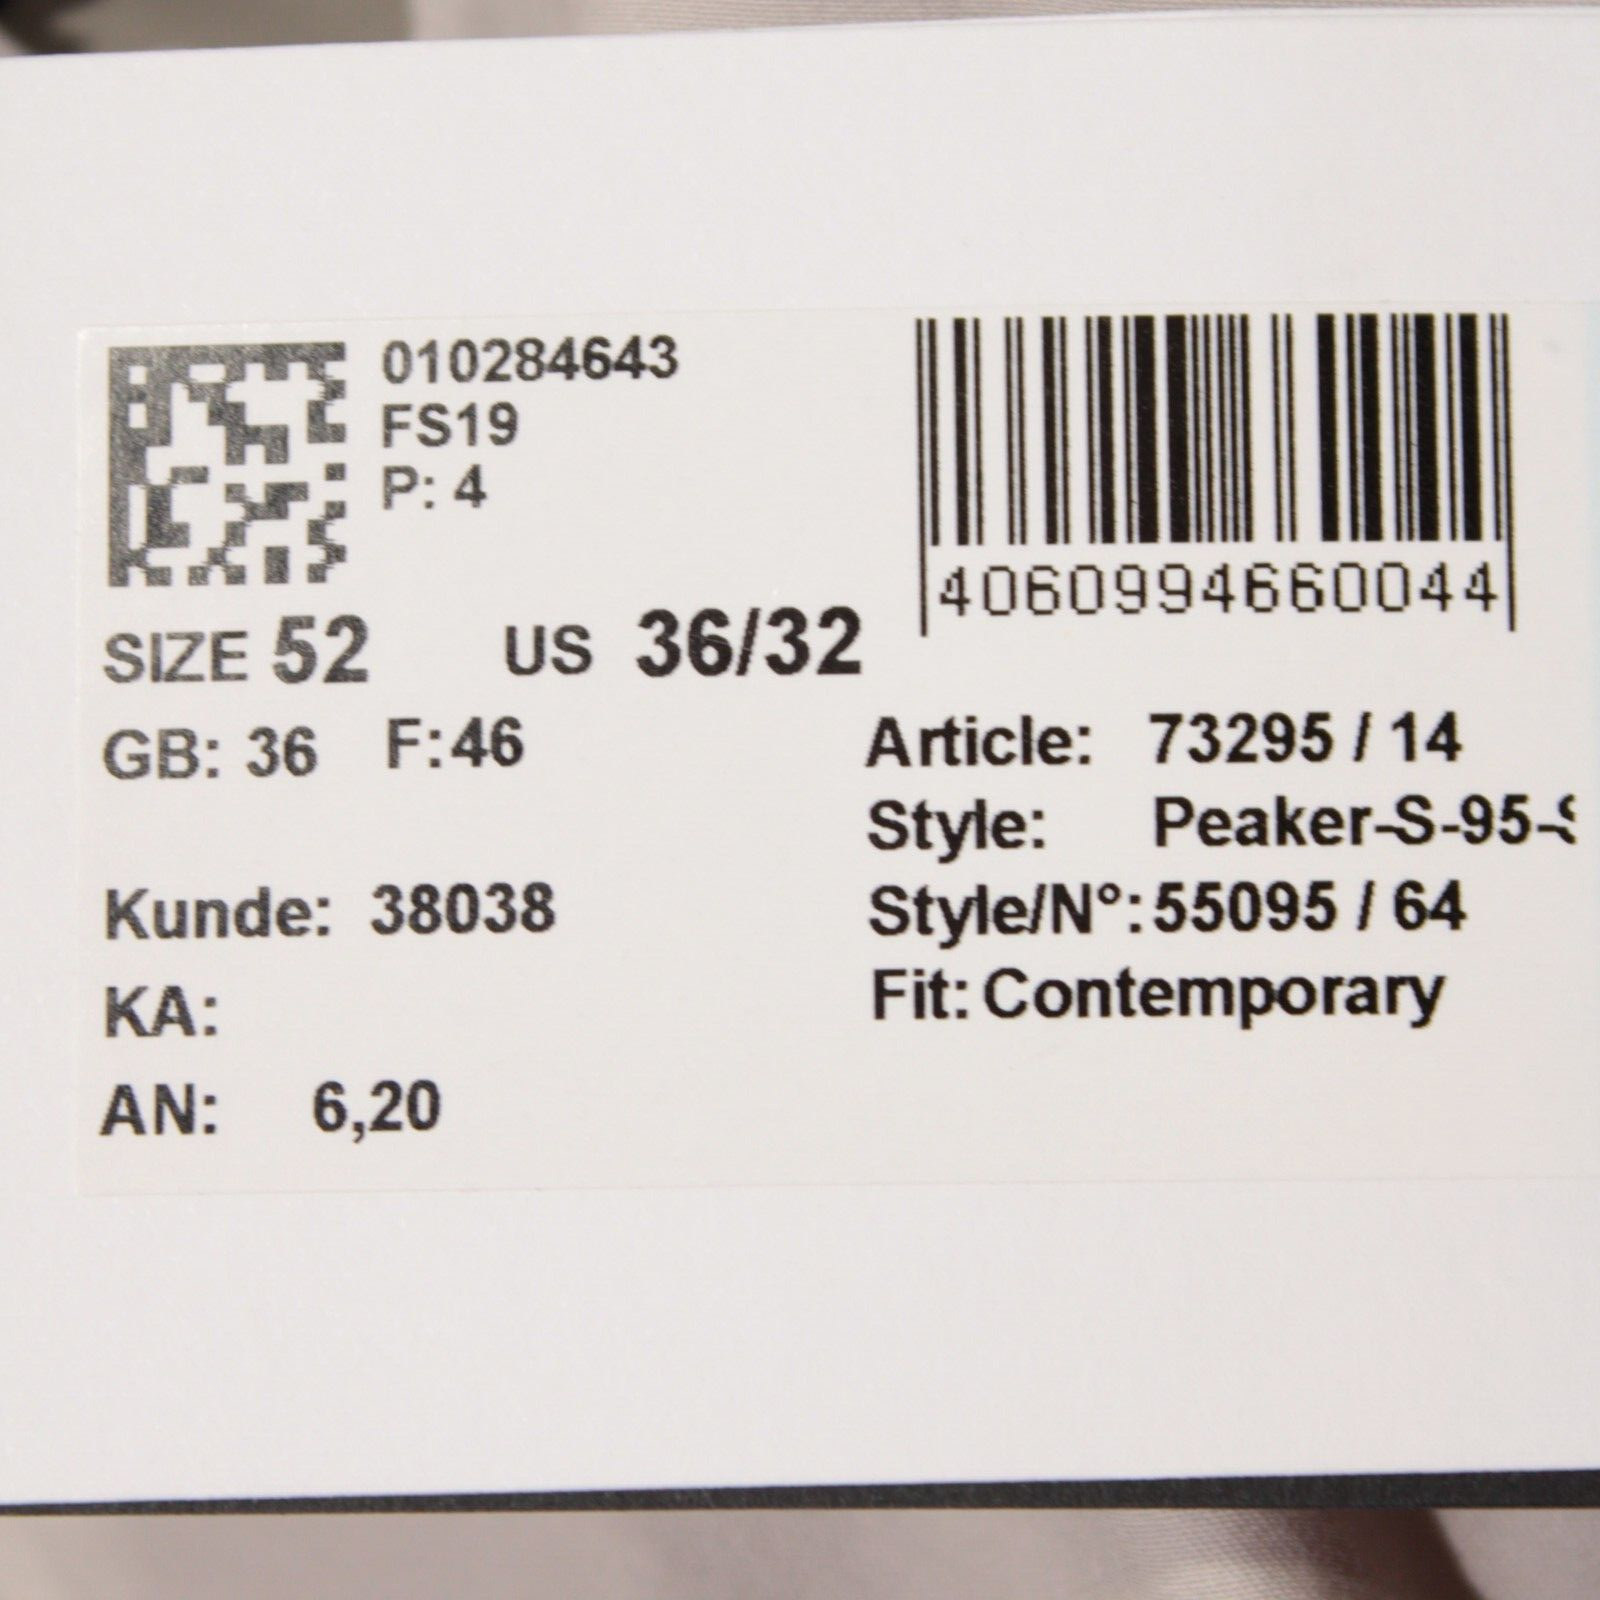 010284643
FS19
P: 4
4060994660044
SIZE 52 US 36/32
GB: 36 F:46
Article: 73295 / 14
Style: Peaker-S-95-S
Kunde: 38038
Style/N°: 55095 / 64
KA:
Fit: Contemporary
AN: 6,20